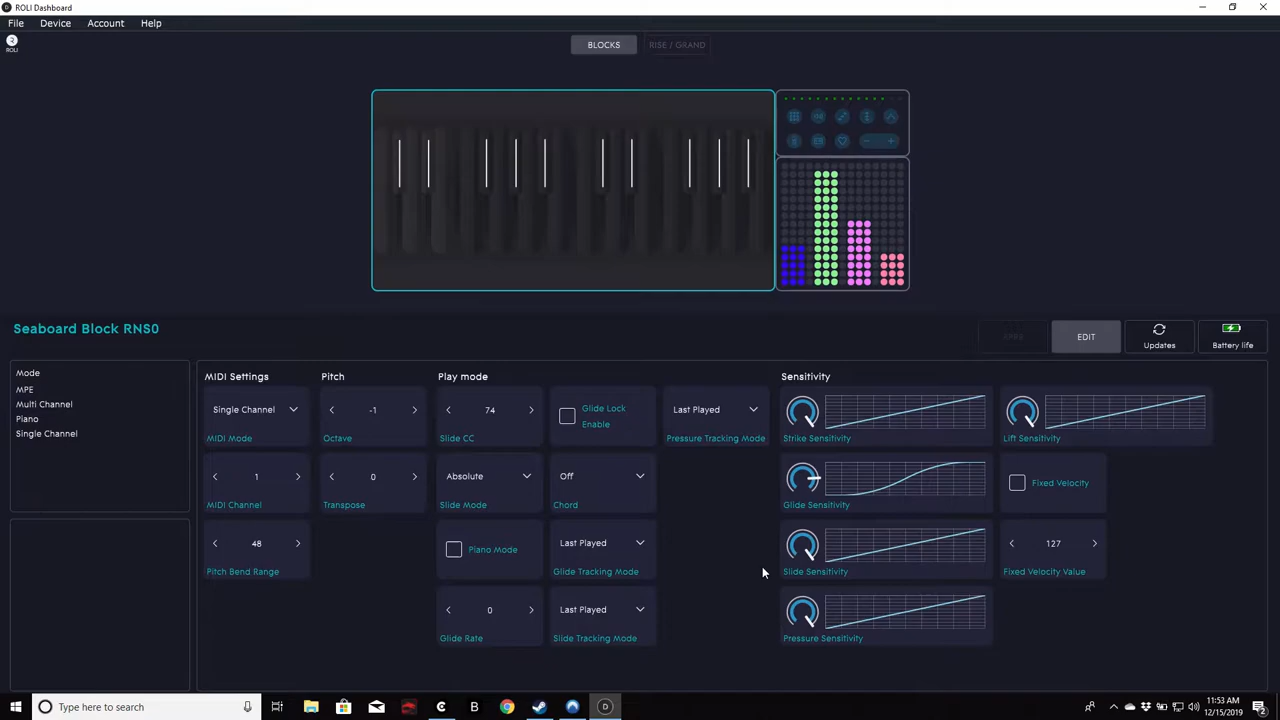 ROLI Dashboard
File Device Account Help
ROLI
BLOCKS RISE / GRAND
Seaboard Block RNS0
APPS EDIT Updates Battery life
Mode
MPE
Multi Channel
Piano
Single Channel
MIDI Settings Pitch Play mode Sensitivity
Single Channel -1 74 Glide Lock Enable Last Played
MIDI Mode Octave Slide CC Pressure Tracking Mode Strike Sensitivity Lift Sensitivity
1 0 Absolute Off Fixed Velocity
MIDI Channel Transpose Slide Mode Chord Glide Sensitivity
48 Piano Mode Last Played 127
Pitch Bend Range Glide Tracking Mode Slide Sensitivity Fixed Velocity Value
0 Last Played
Glide Rate Slide Tracking Mode Pressure Sensitivity
Type here to search
11:53 AM
12/15/2019
2